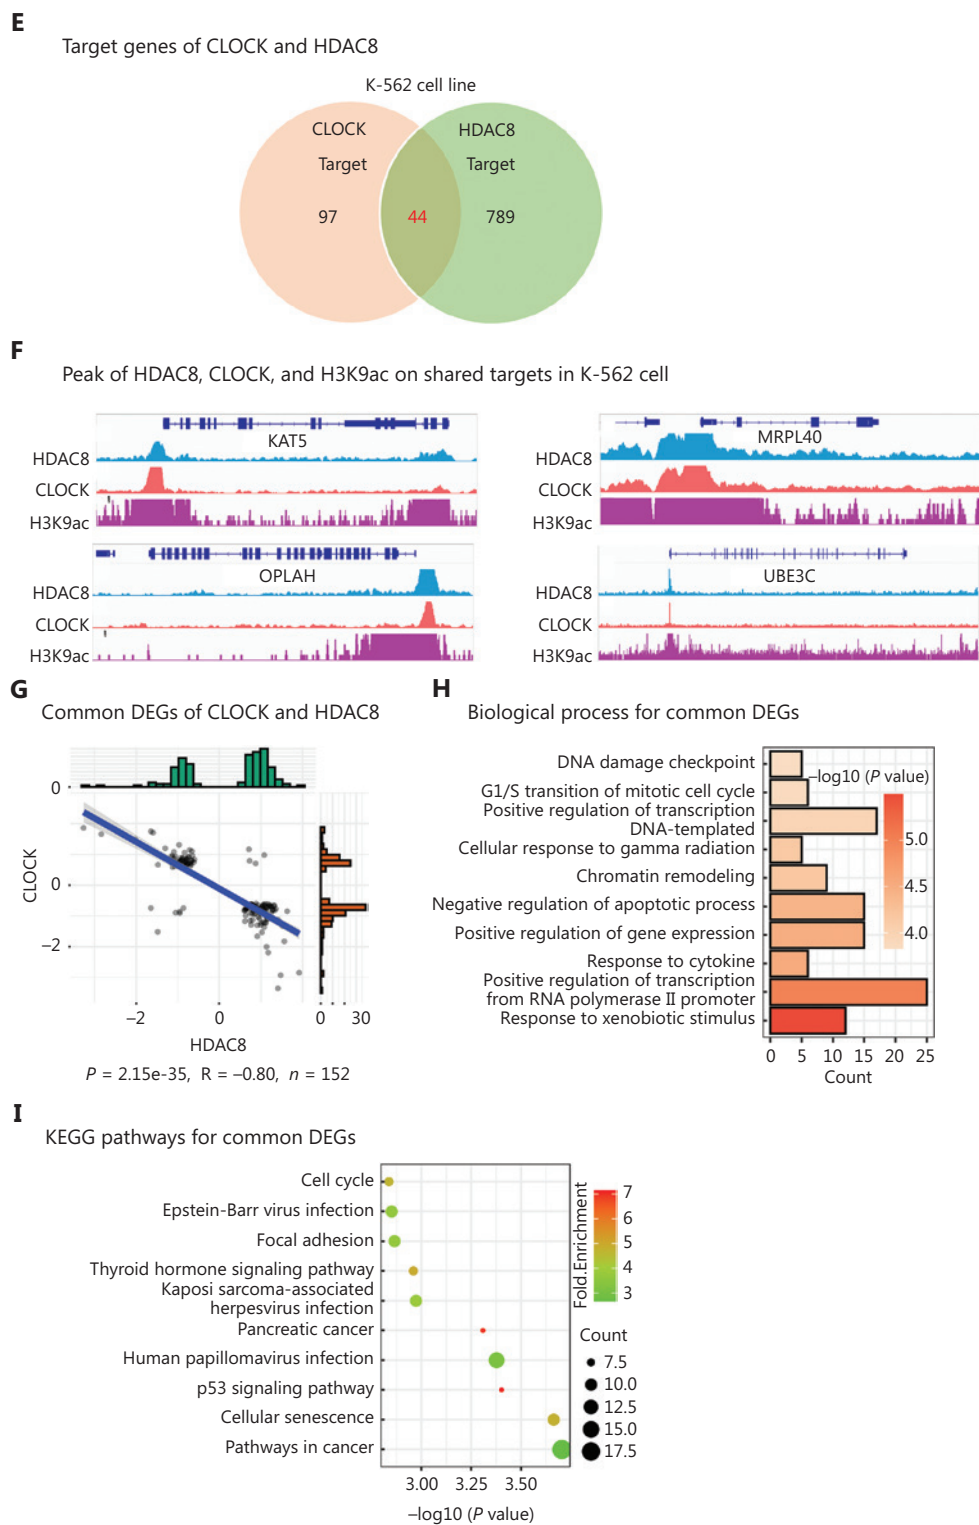 E
Target genes of CLOCK and HDAC8
K-562 cell line
CLOCK
Target
HDAC8
Target
97
44
789
F
Peak of HDAC8, CLOCK, and H3K9ac on shared targets in K-562 cell
KAT5
HDAC8
CLOCK
H3K9ac
MRPL40
HDAC8
CLOCK
H3K9ac
OPLAH
HDAC8
CLOCK
H3K9ac
UBE3C
HDAC8
CLOCK
H3K9ac
G
Common DEGs of CLOCK and HDAC8
0
CLOCK
0
−2
−2
0
0
30
HDAC8
P = 2.15e-35, R = −0.80, n = 152
H
Biological process for common DEGs
DNA damage checkpoint
G1/S transition of mitotic cell cycle
Positive regulation of transcription
DNA-templated
Cellular response to gamma radiation
Chromatin remodeling
Negative regulation of apoptotic process
Positive regulation of gene expression
Response to cytokine
Positive regulation of transcription
from RNA polymerase II promoter
Response to xenobiotic stimulus
−log10 (P value)
5.0
4.5
4.0
0 5 10 15 20 25
Count
I
KEGG pathways for common DEGs
Cell cycle
Epstein-Barr virus infection
Focal adhesion
Thyroid hormone signaling pathway
Kaposi sarcoma-associated
herpesvirus infection
Pancreatic cancer
Human papillomavirus infection
p53 signaling pathway
Cellular senescence
Pathways in cancer
3.00 3.25 3.50
−log10 (P value)
Fold.Enrichment
7
6
5
4
3
Count
7.5
10.0
12.5
15.0
17.5